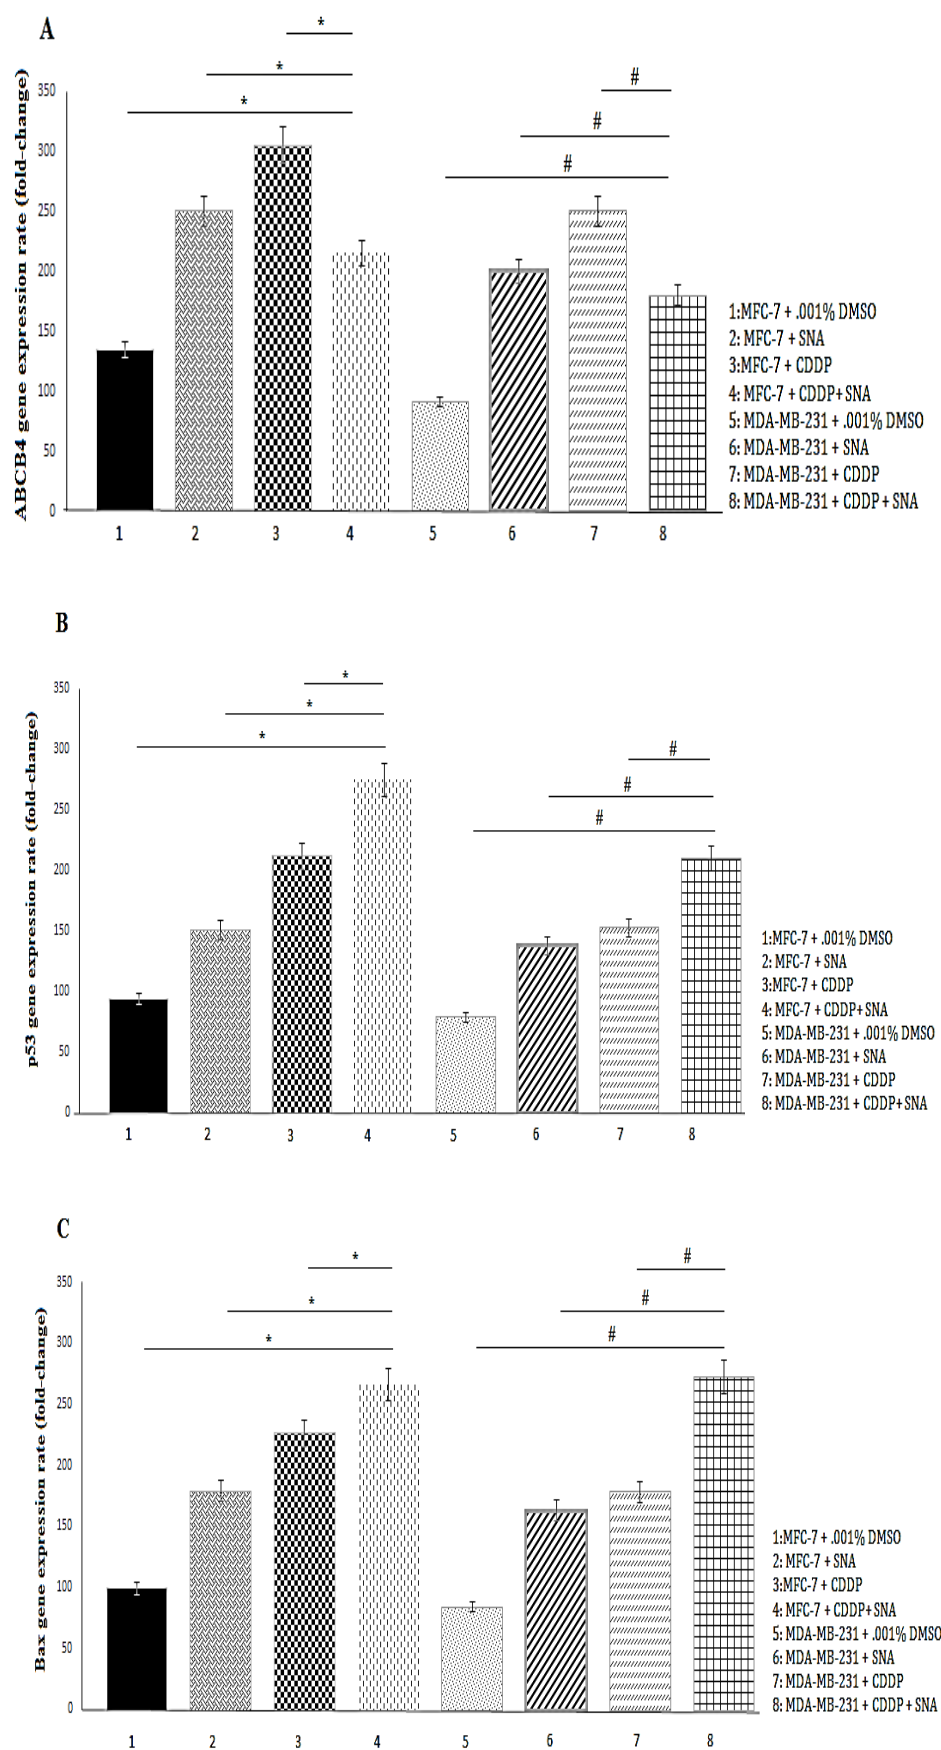 A
ABCB4 gene expression rate (fold-change)
350
300
250
200
150
100
50
0
*
*
*
#
#
#
1 2 3 4 5 6 7 8
1:MFC-7 + .001% DMSO
2: MFC-7 + SNA
3:MFC-7 + CDDP
4: MFC-7 + CDDP+ SNA
5: MDA-MB-231 + .001% DMSO
6: MDA-MB-231 + SNA
7: MDA-MB-231 + CDDP
8: MDA-MB-231 + CDDP + SNA
B
p53 gene expression rate (fold-change)
350
300
250
200
150
100
50
0
*
*
*
#
#
#
1 2 3 4 5 6 7 8
1:MFC-7 + .001% DMSO
2: MFC-7 + SNA
3:MFC-7 + CDDP
4: MFC-7 + CDDP+SNA
5: MDA-MB-231 + .001% DMSO
6: MDA-MB-231 + SNA
7: MDA-MB-231 + CDDP
8: MDA-MB-231 + CDDP+SNA
C
Bax gene expression rate (fold-change)
350
300
250
200
150
100
50
0
*
*
*
#
#
#
1 2 3 4 5 6 7 8
1:MFC-7 + .001% DMSO
2: MFC-7 + SNA
3:MFC-7 + CDDP
4: MFC-7 + CDDP+SNA
5: MDA-MB-231 + .001% DMSO
6: MDA-MB-231 + SNA
7: MDA-MB-231 + CDDP
8: MDA-MB-231 + CDDP + SNA